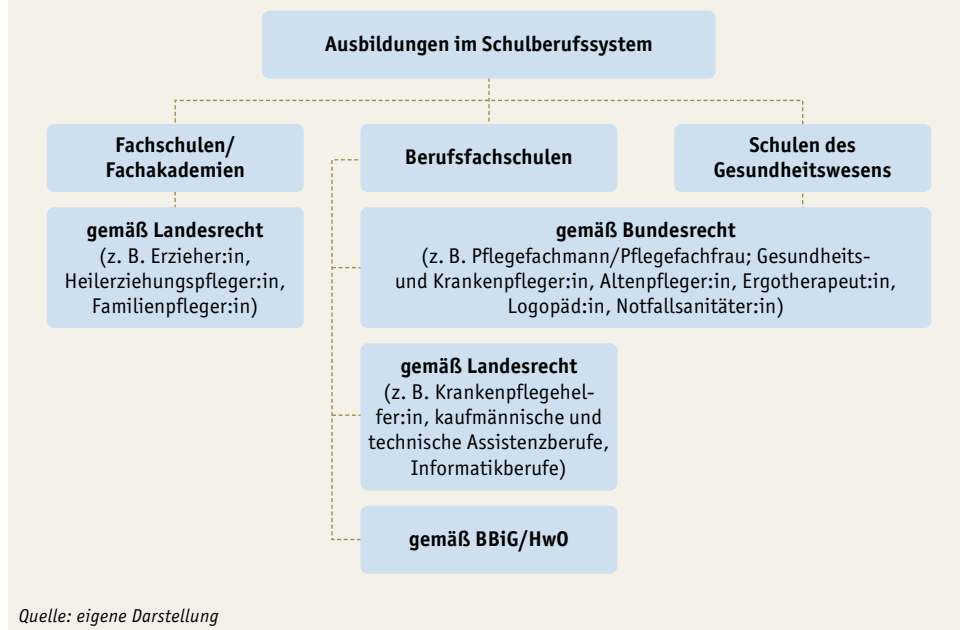 Ausbildungen im Schulberufssystem
Fachschulen/
Fachakademien
Berufsfachschulen
Schulen des
Gesundheitswesens
gemäß Landesrecht
(z. B. Erzieher:in,
Heilerziehungspfleger:in,
Familienpfleger:in)
gemäß Bundesrecht
(z. B. Pflegefachmann/Pflegefachfrau; Gesundheits-
und Krankenpfleger:in, Altenpfleger:in, Ergotherapeut:in,
Logopäd:in, Notfallsanitäter:in)
gemäß Landesrecht
(z. B. Krankenpflegehel-
fer:in, kaufmännische und
technische Assistenzberufe,
Informatikberufe)
gemäß BBiG/HwO
Quelle: eigene Darstellung